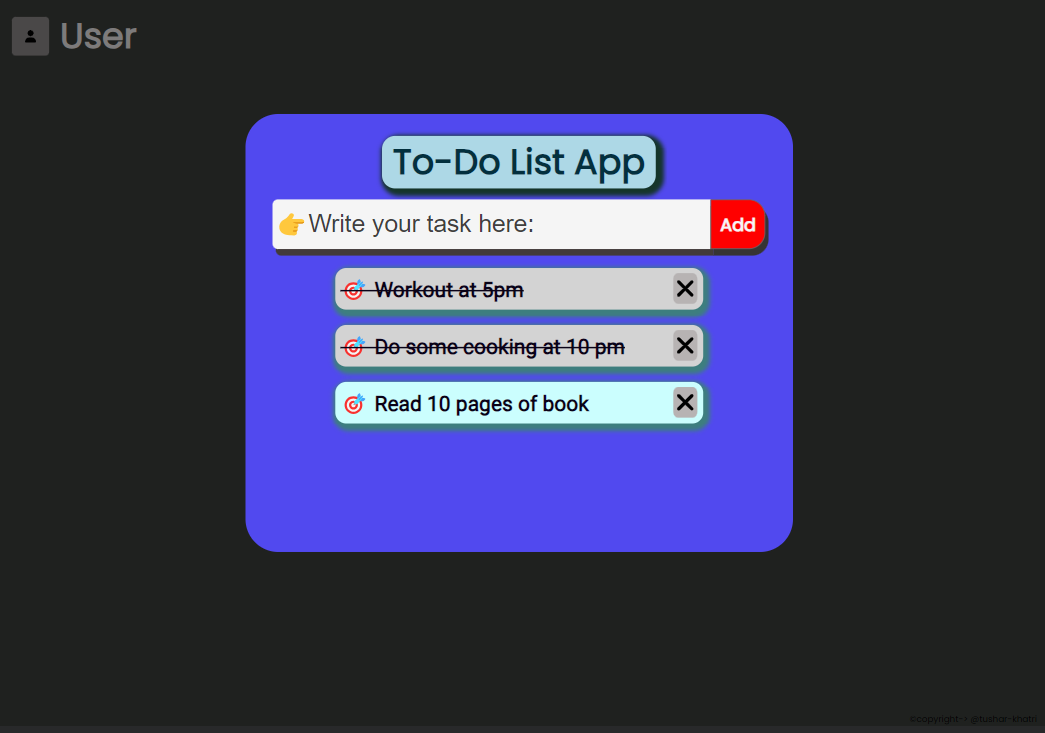 User
To-Do List App
👉Write your task here:
Add
🎯 Workout at 5pm
🎯 Do some cooking at 10 pm
🎯 Read 10 pages of book
©copyright-- @tushar-khatri